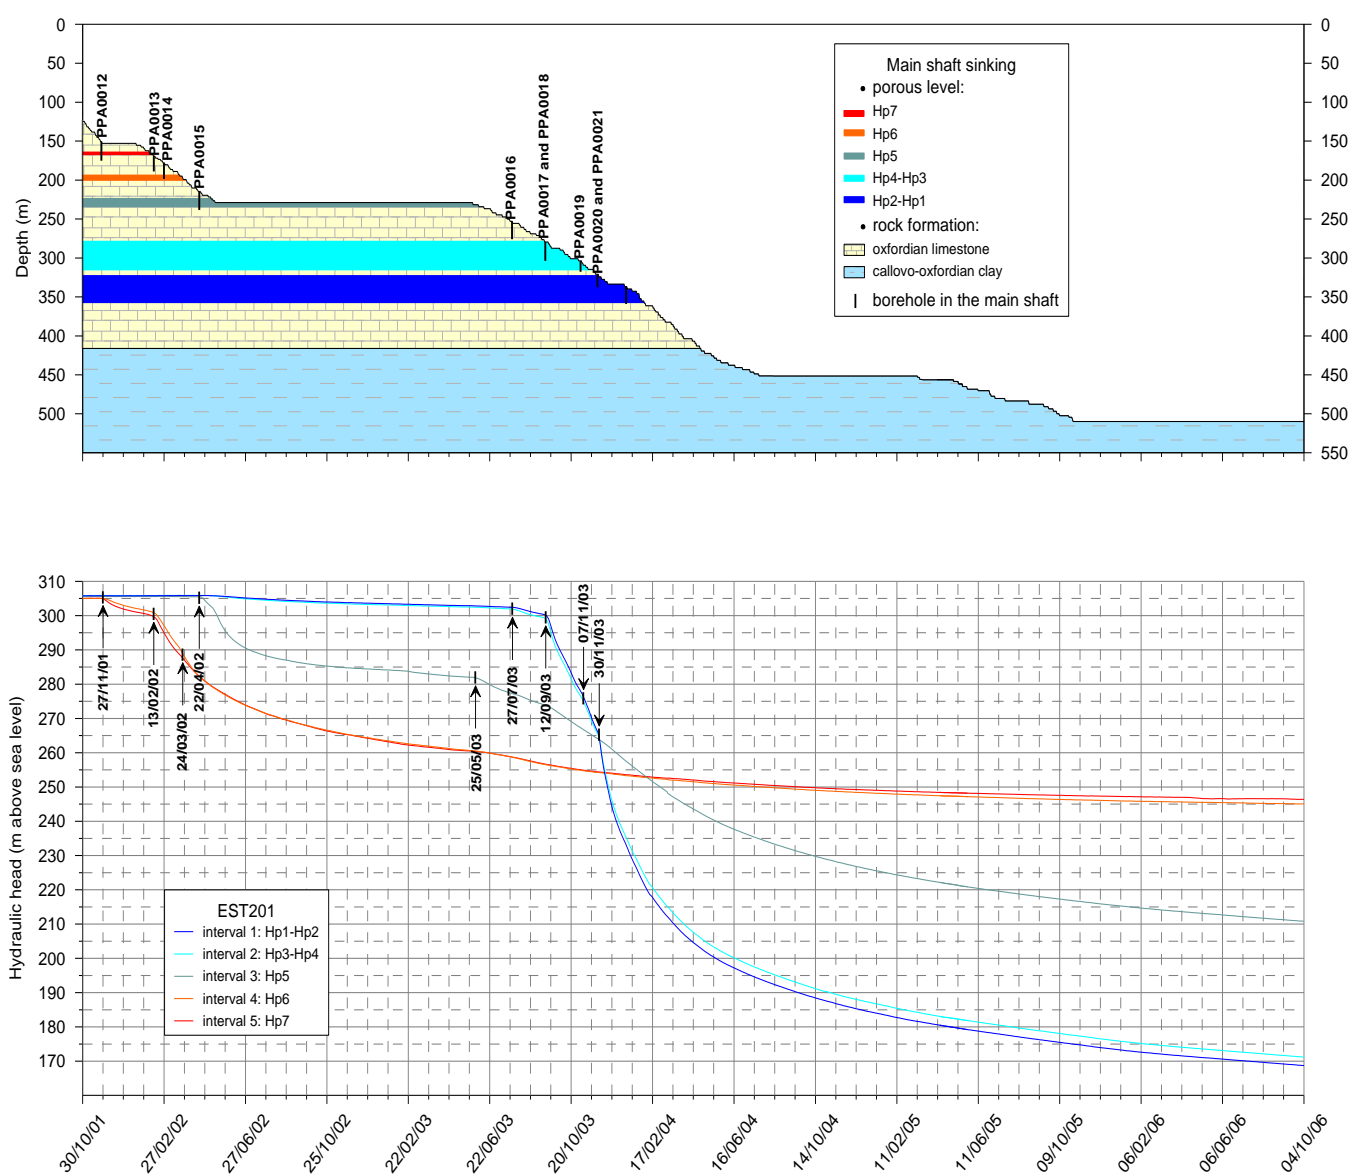 0
50
100
150
200
250
300
350
400
450
500
Depth (m)
0
50
100
150
200
250
300
350
400
450
500
550
PPA0012
PPA0013
PPA0014
PPA0015
PPA0016
PPA0017 and PPA0018
PPA0019
PPA0020 and PPA0021
Main shaft sinking
• porous level:
Hp7
Hp6
Hp5
Hp4-Hp3
Hp2-Hp1
• rock formation:
oxfordian limestone
callovo-oxfordian clay
borehole in the main shaft
310
300
290
280
270
260
250
240
230
220
210
200
190
180
170
Hydraulic head (m above sea level)
27/11/01
13/02/02
24/03/02
22/04/02
25/05/03
27/07/03
12/09/03
07/11/03
30/11/03
EST201
interval 1: Hp1-Hp2
interval 2: Hp3-Hp4
interval 3: Hp5
interval 4: Hp6
interval 5: Hp7
30/10/01
27/02/02
27/06/02
25/10/02
22/02/03
22/06/03
20/10/03
17/02/04
16/06/04
14/10/04
11/02/05
11/06/05
09/10/05
06/02/06
06/06/06
04/10/06